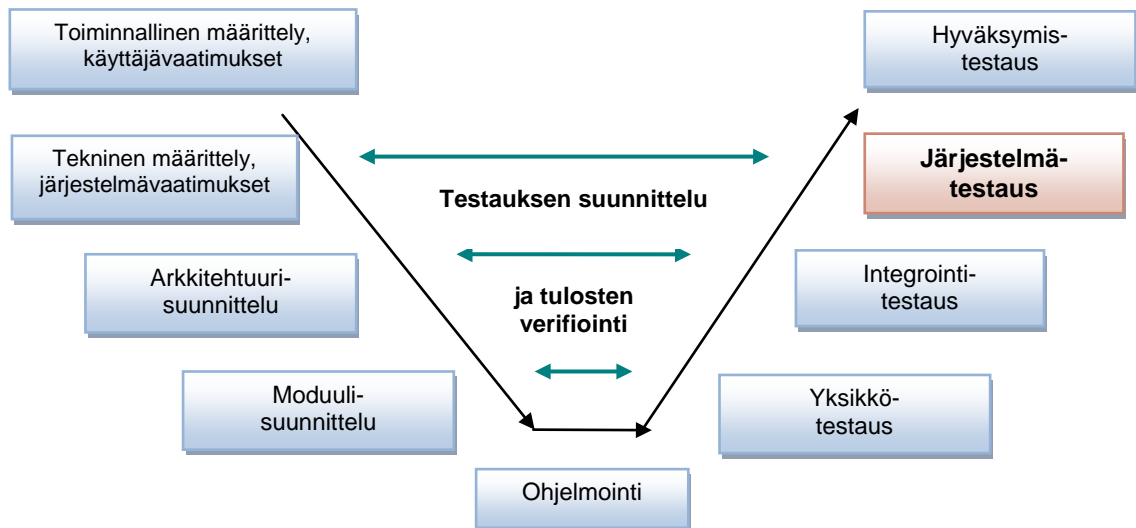 Toiminnallinen määrittely,
käyttäjävaatimukset
Hyväksymis-
testaus
Tekninen määrittely,
järjestelmävaatimukset
Järjestelmä-
testaus
Testauksen suunnittelu
Arkkitehtuuri-
suunnittelu
Integrointi-
testaus
ja tulosten
verifiointi
Moduuli-
suunnittelu
Yksikkö-
testaus
Ohjelmointi